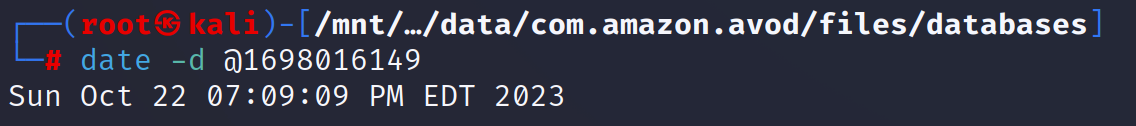 ┌──(root㉿kali)-[/mnt/…/data/com.amazon.avod/files/databases]
└─# date -d @1698016149
Sun Oct 22 07:09:09 PM EDT 2023